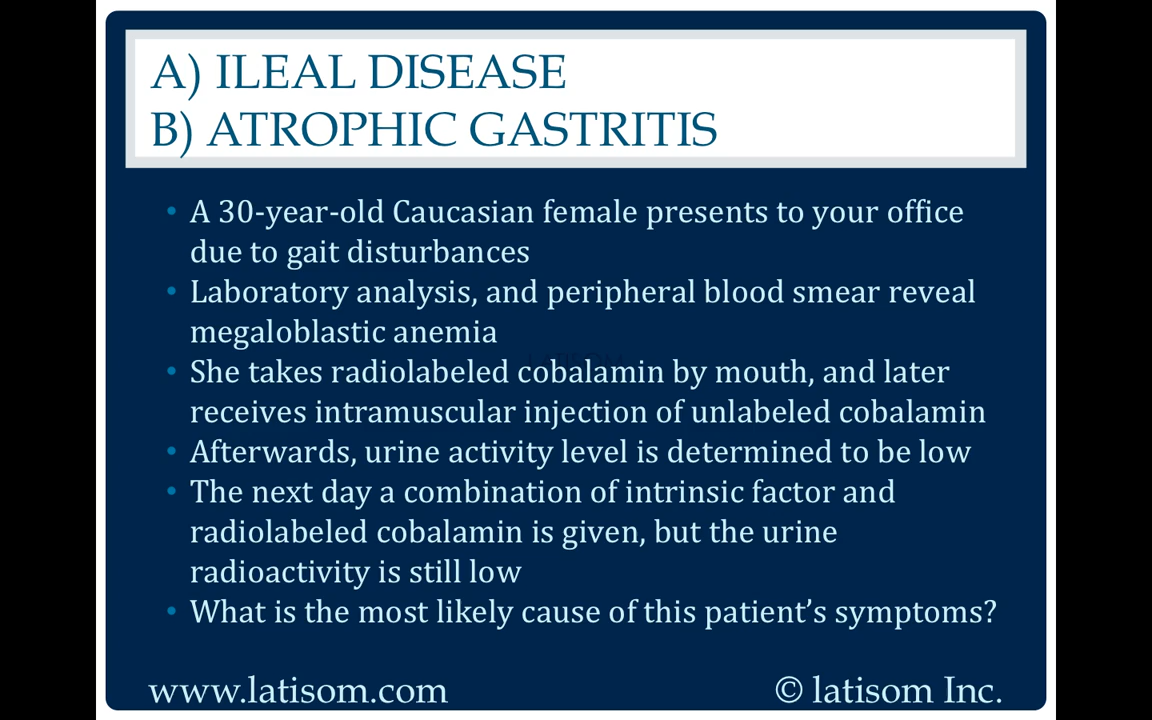 A) ILEAL DISEASE
B) ATROPHIC GASTRITIS
• A 30-year-old Caucasian female presents to your office
due to gait disturbances
• Laboratory analysis, and peripheral blood smear reveal
megaloblastic anemia
• She takes radiolabeled cobalamin by mouth, and later
receives intramuscular injection of unlabeled cobalamin
• Afterwards, urine activity level is determined to be low
• The next day a combination of intrinsic factor and
radiolabeled cobalamin is given, but the urine
radioactivity is still low
• What is the most likely cause of this patient’s symptoms?
www.latisom.com
© latisom Inc.